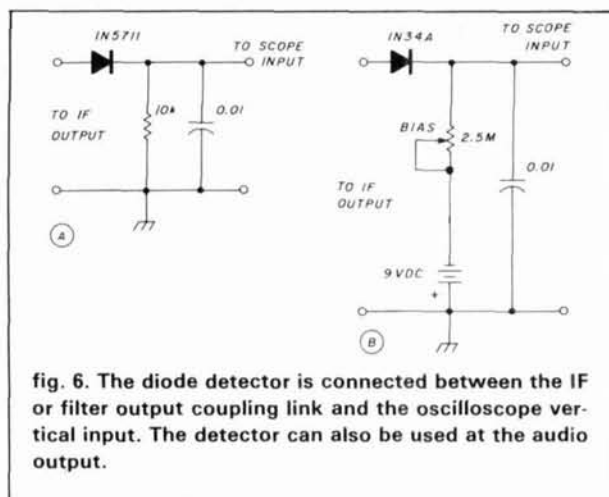 IN5711
TO SCOPE
INPUT
10k
0.01
TO IF
OUTPUT
A
IN34A
TO SCOPE
INPUT
BIAS
2.5M
0.01
TO IF
OUTPUT
9VDC
+
B
fig. 6. The diode detector is connected between the IF
or filter output coupling link and the oscilloscope ver-
tical input. The detector can also be used at the audio
output.